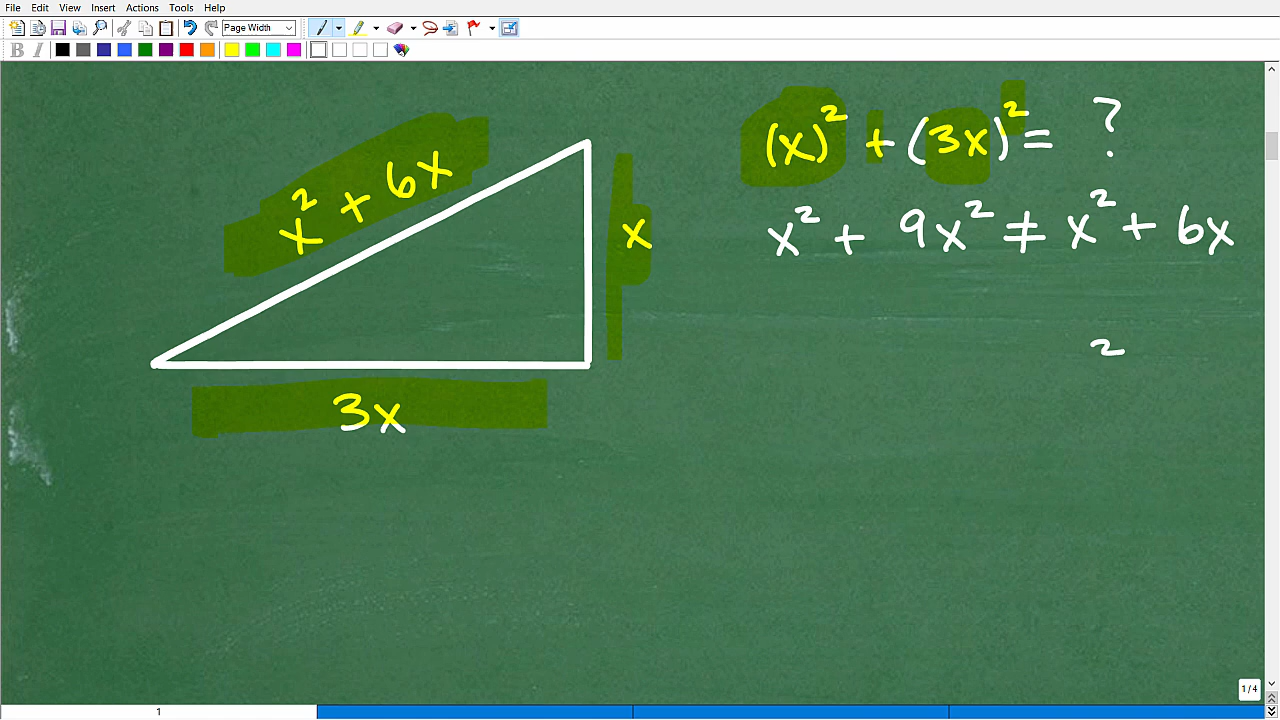 File Edit View Insert Actions Tools Help
Page Width
B I
x² + 6x
x
3x
(x)² + (3x)² = ?
x² + 9x² ≠ x² + 6x
2
1/4
1